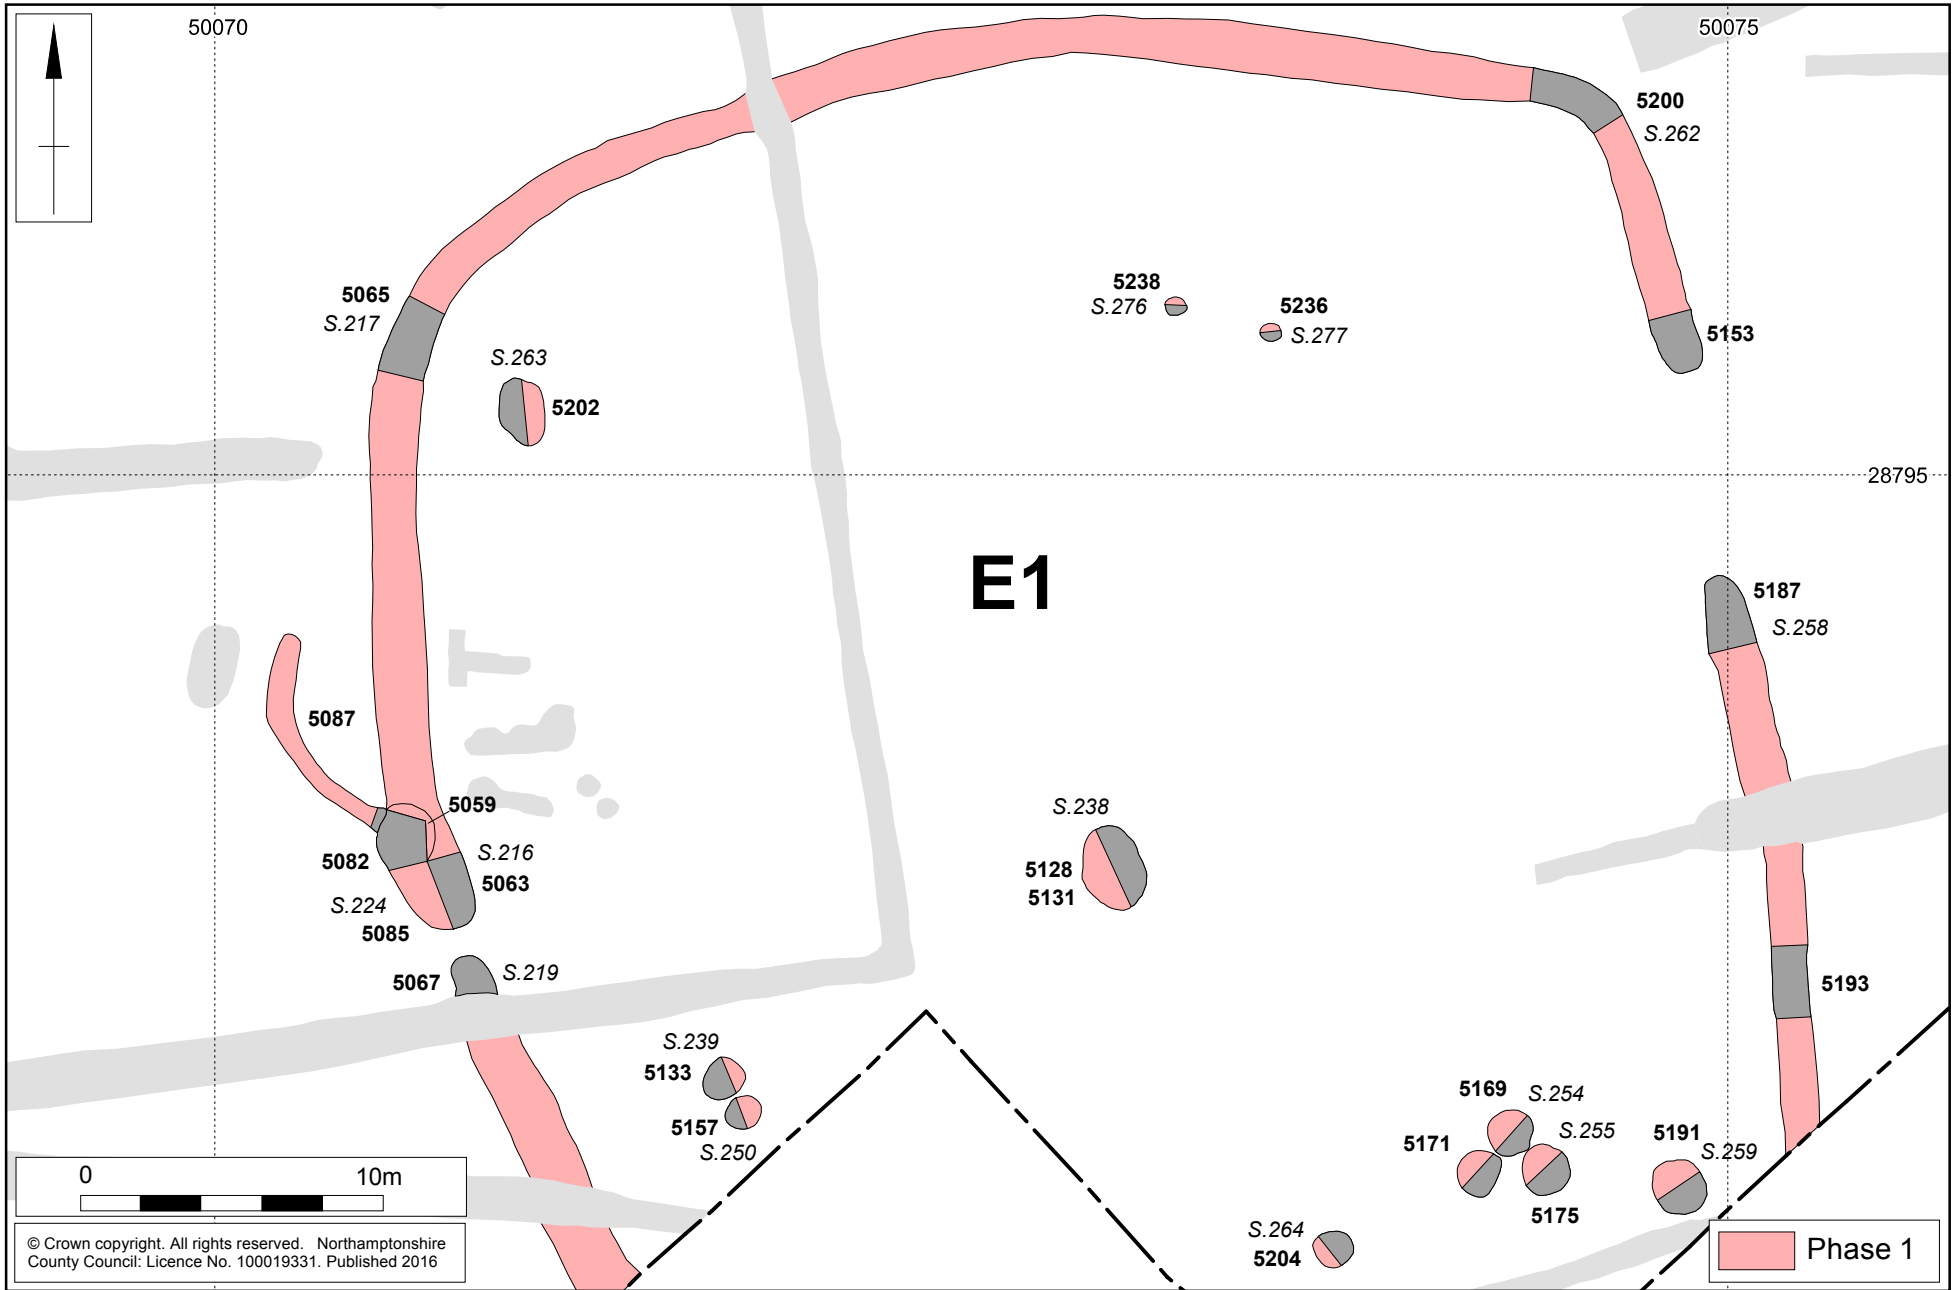 50070
50075
5200
S.262
5065
S.217
5238
S.276
5236
S.277
5153
S.263
5202
28795
E1
5187
S.258
5087
5059
S.238
5082
S.216
5063
5128
5131
S.224
5085
5067
S.219
5193
S.239
5133
5157
S.250
5169
S.254
5171
S.255
5191
S.259
5175
S.264
5204
0 10m
© Crown copyright. All rights reserved. Northamptonshire
County Council: Licence No. 100019331. Published 2016
Phase 1